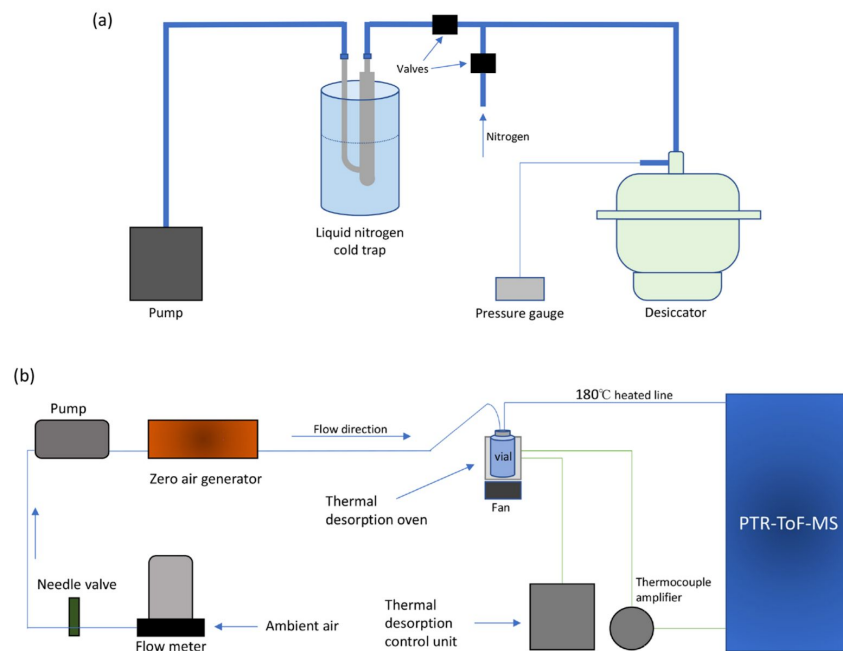 (a)
Valves
Nitrogen
Liquid nitrogen
cold trap
Pump
Pressure gauge
Desiccator
(b)
Pump
180℃ heated line
Flow direction
Zero air generator
vial
Thermal
desorption oven
Fan
PTR-ToF-MS
Needle valve
Thermocouple
amplifier
Thermal
desorption
control unit
Ambient air
Flow meter